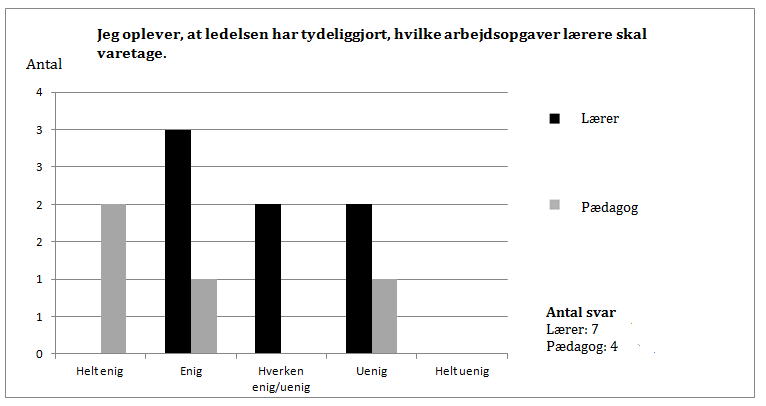 Jeg oplever, at ledelsen har tydeliggjort, hvilke arbejdsopgaver lærere skal
varetage.
Antal
4
3
3
2
2
1
1
0
Helt enig
Enig
Hverken
enig/uenig
Uenig
Helt uenig
Lærer
Pædagog
Antal svar
Lærer: 7
Pædagog: 4